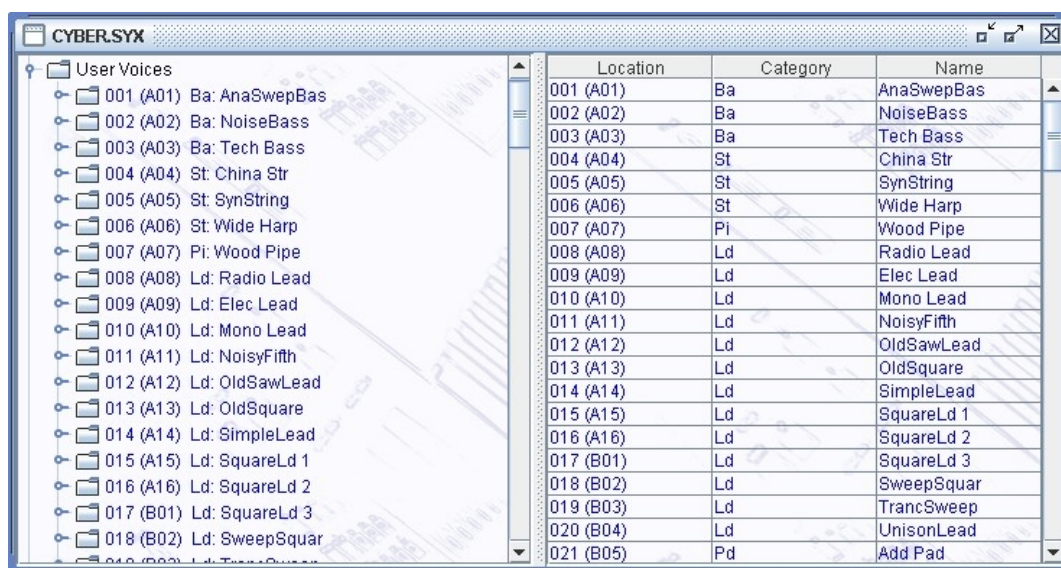 CYBER.SYX
User Voices
001 (A01) Ba: AnaSwepBas
002 (A02) Ba: NoiseBass
003 (A03) Ba: Tech Bass
004 (A04) St: China Str
005 (A05) St: SynString
006 (A06) St: Wide Harp
007 (A07) Pi: Wood Pipe
008 (A08) Ld: Radio Lead
009 (A09) Ld: Elec Lead
010 (A10) Ld: Mono Lead
011 (A11) Ld: NoisyFifth
012 (A12) Ld: OldSawLead
013 (A13) Ld: OldSquare
014 (A14) Ld: SimpleLead
015 (A15) Ld: SquareLd 1
016 (A16) Ld: SquareLd 2
017 (B01) Ld: SquareLd 3
018 (B02) Ld: SweepSquar
Location Category Name
001 (A01) Ba AnaSwepBas
002 (A02) Ba NoiseBass
003 (A03) Ba Tech Bass
004 (A04) St China Str
005 (A05) St SynString
006 (A06) St Wide Harp
007 (A07) Pi Wood Pipe
008 (A08) Ld Radio Lead
009 (A09) Ld Elec Lead
010 (A10) Ld Mono Lead
011 (A11) Ld NoisyFifth
012 (A12) Ld OldSawLead
013 (A13) Ld OldSquare
014 (A14) Ld SimpleLead
015 (A15) Ld SquareLd 1
016 (A16) Ld SquareLd 2
017 (B01) Ld SquareLd 3
018 (B02) Ld SweepSquar
019 (B03) Ld TrancSweep
020 (B04) Ld UnisonLead
021 (B05) Pd Add Pad